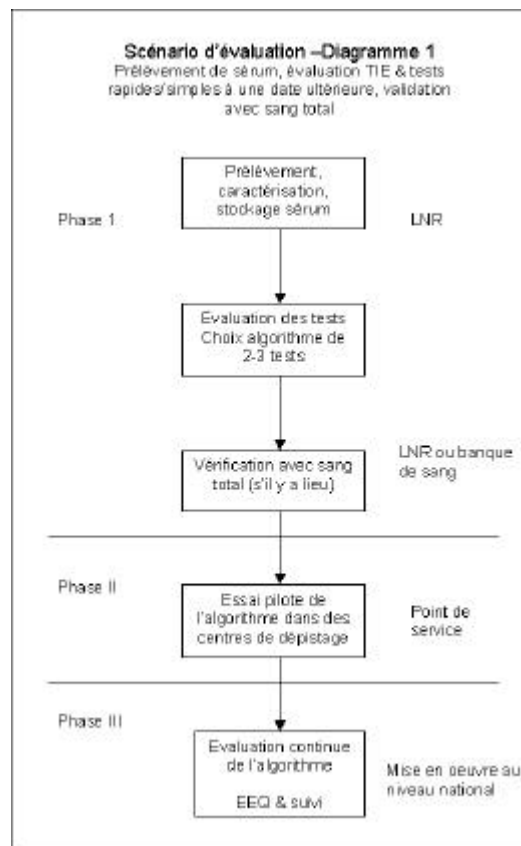 Scénario d'évaluation –Diagramme 1
Prélèvement de sérum, évaluation TIE & tests
rapides/simples à une date ultérieure, validation
avec sang total
Phase 1
Prélèvement,
caractérisation,
stockage sérum
LNR
Evaluation des tests
Choix algorithme de
2-3 tests
Vérification avec sang
total (s'il y a lieu)
LNR ou banque
de sang
Phase II
Essai pilote de
l'algorithme dans des
centres de dépistage
Point de
service
Phase III
Evaluation continue
de l'algorithme
EEQ & suivi
Mise en oeuvre au
niveau national